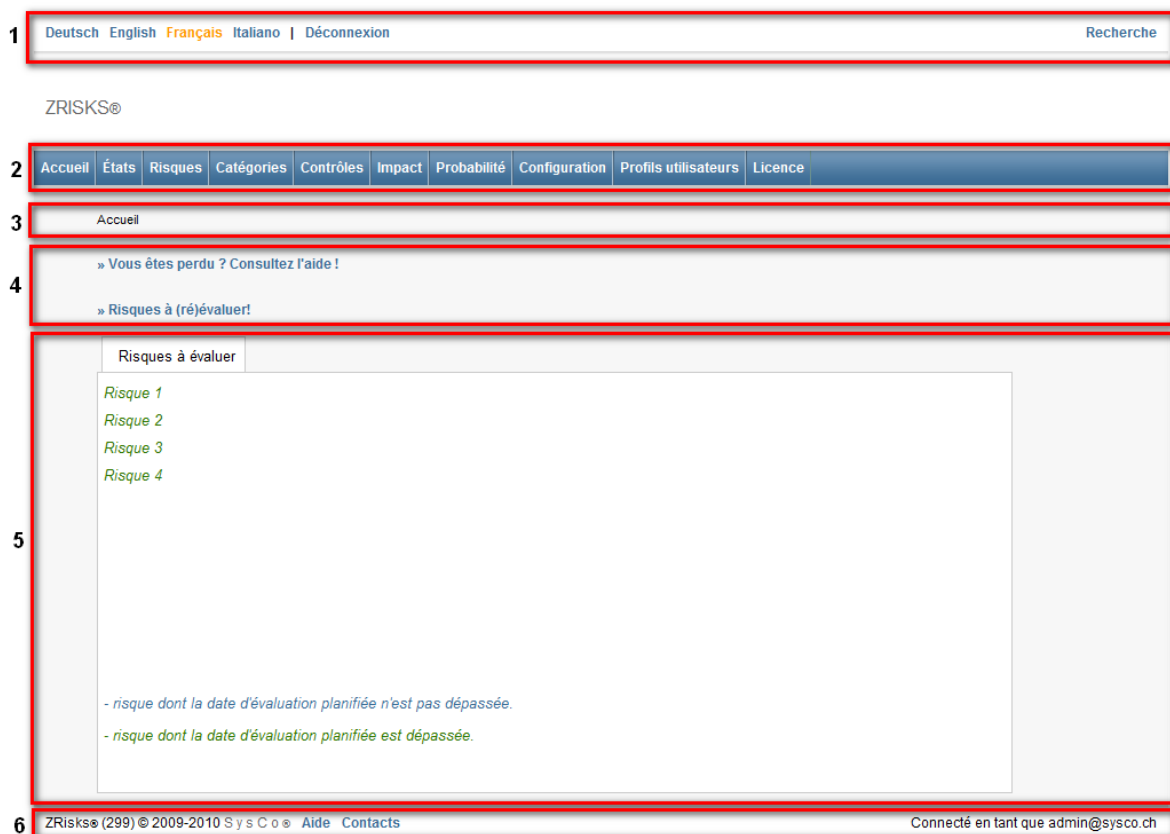 1 Deutsch English Français Italiano | Déconnexion Recherche
ZRISKS®
2 Accueil États Risques Catégories Contrôles Impact Probabilité Configuration Profils utilisateurs Licence
3 Accueil
4
» Vous êtes perdu ? Consultez l'aide !
» Risques à (ré)évaluer!
Risques à évaluer
Risque 1
Risque 2
Risque 3
Risque 4
5
- risque dont la date d'évaluation planifiée n'est pas dépassée.
- risque dont la date d'évaluation planifiée est dépassée.
6 ZRisks® (299) © 2009-2010 S y s C o ® Aide Contacts Connecté en tant que admin@sysco.ch